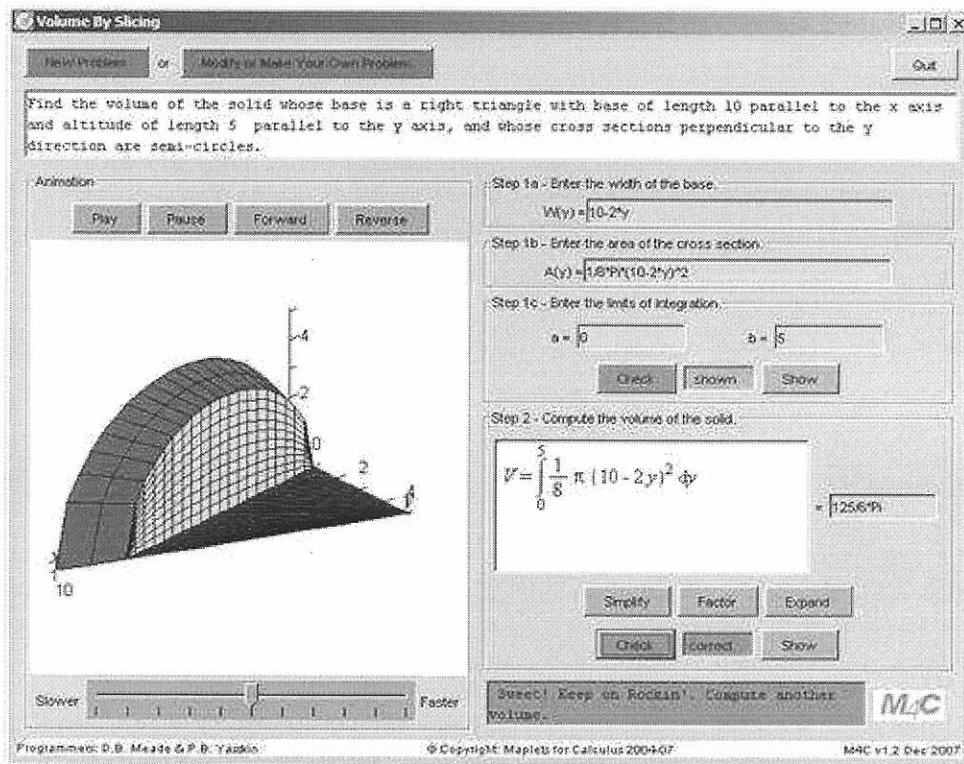 Volume By Slicing
New Problem or Modify or Make Your Own Problem Quit
Find the volume of the solid whose base is a right triangle with base of length 10 parallel to the x axis
and altitude of length 5 parallel to the y axis, and whose cross sections perpendicular to the y
direction are semi-circles.
Animation
Play Pause Forward Reverse
4
2
0
2
4
10
Slower Faster
Step 1a - Enter the width of the base.
W(y) = 10-2*y
Step 1b - Enter the area of the cross section.
A(y) = 1/8*Pi*(10-2*y)^2
Step 1c - Enter the limits of integration.
a = 0 b = 5
Check shown Show
Step 2 - Compute the volume of the solid.
V = ∫₀⁵ 1/8 π (10 - 2 y)² dy = 125/6*Pi
Simplify Factor Expand
Check correct Show
Sweet! Keep on Rockin'. Compute another
volume.
M4C
Programmers: D.B. Meade & P.B. Yasskin © Copyright: Maplets for Calculus 2004-07 M4C v1.2 Dec 2007